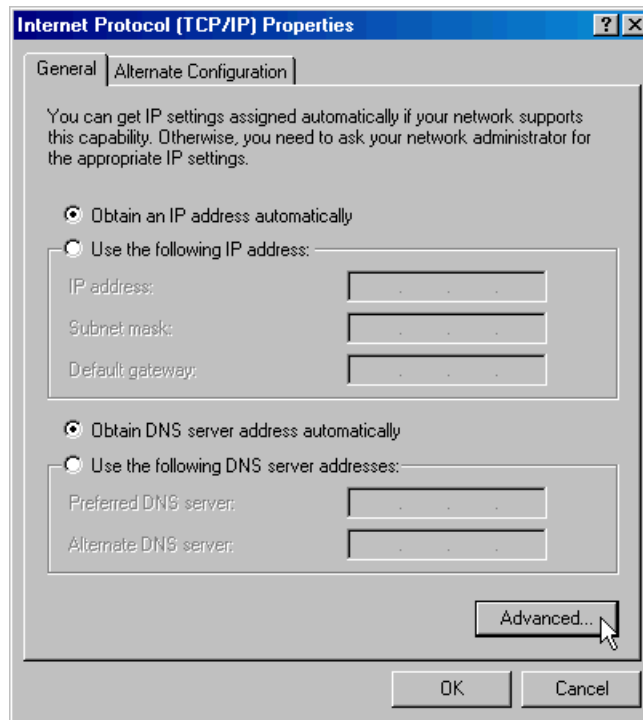 Internet Protocol (TCP/IP) Properties
General
Alternate Configuration
You can get IP settings assigned automatically if your network supports
this capability. Otherwise, you need to ask your network administrator for
the appropriate IP settings.
Obtain an IP address automatically
Use the following IP address:
IP address:
Subnet mask:
Default gateway:
Obtain DNS server address automatically
Use the following DNS server addresses:
Preferred DNS server:
Alternate DNS server:
Advanced...
OK
Cancel